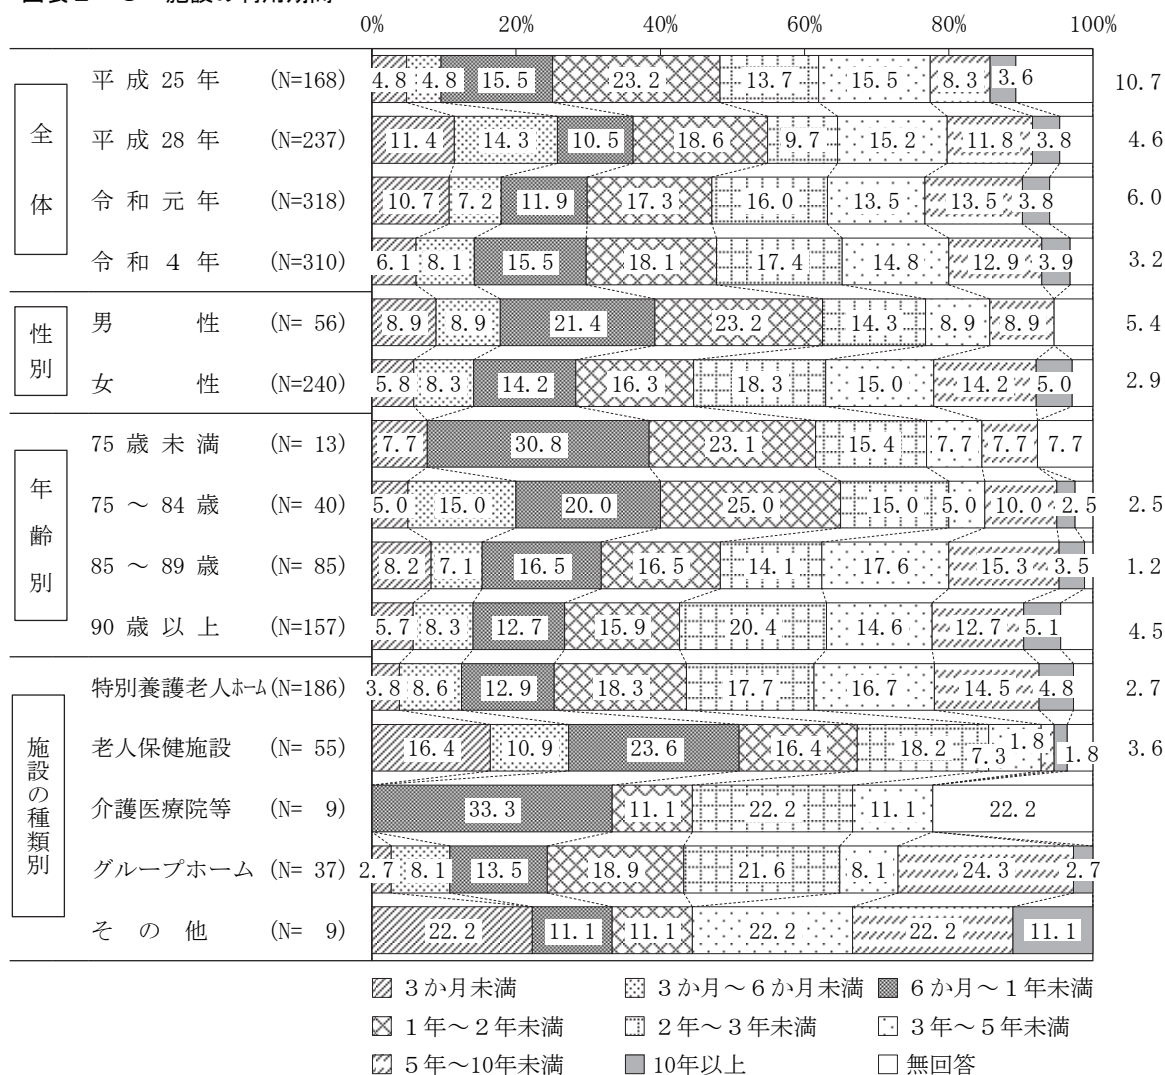 0% 20% 40% 60% 80% 100%
全体
平成25年 (N=168) 4.8 4.8 15.5 23.2 13.7 15.5 8.3 3.6 10.7
平成28年 (N=237) 11.4 14.3 10.5 18.6 9.7 15.2 11.8 3.8 4.6
令和元年 (N=318) 10.7 7.2 11.9 17.3 16.0 13.5 13.5 3.8 6.0
令和4年 (N=310) 6.1 8.1 15.5 18.1 17.4 14.8 12.9 3.9 3.2
性別
男性 (N= 56) 8.9 8.9 21.4 23.2 14.3 8.9 8.9 5.4
女性 (N=240) 5.8 8.3 14.2 16.3 18.3 15.0 14.2 5.0 2.9
年齢別
75歳未満 (N= 13) 7.7 30.8 23.1 15.4 7.7 7.7 7.7
75～84歳 (N= 40) 5.0 15.0 20.0 25.0 15.0 5.0 10.0 2.5 2.5
85～89歳 (N= 85) 8.2 7.1 16.5 16.5 14.1 17.6 15.3 3.5 1.2
90歳以上 (N=157) 5.7 8.3 12.7 15.9 20.4 14.6 12.7 5.1 4.5
施設の種類別
特別養護老人ホーム (N=186) 3.8 8.6 12.9 18.3 17.7 16.7 14.5 4.8 2.7
老人保健施設 (N= 55) 16.4 10.9 23.6 16.4 18.2 7.3 1.8 1.8 3.6
介護医療院等 (N= 9) 33.3 11.1 22.2 11.1 22.2
グループホーム (N= 37) 2.7 8.1 13.5 18.9 21.6 8.1 24.3 2.7
その他 (N= 9) 22.2 11.1 11.1 22.2 22.2 11.1
3か月未満 3か月～6か月未満 6か月～1年未満
1年～2年未満 2年～3年未満 3年～5年未満
5年～10年未満 10年以上 無回答